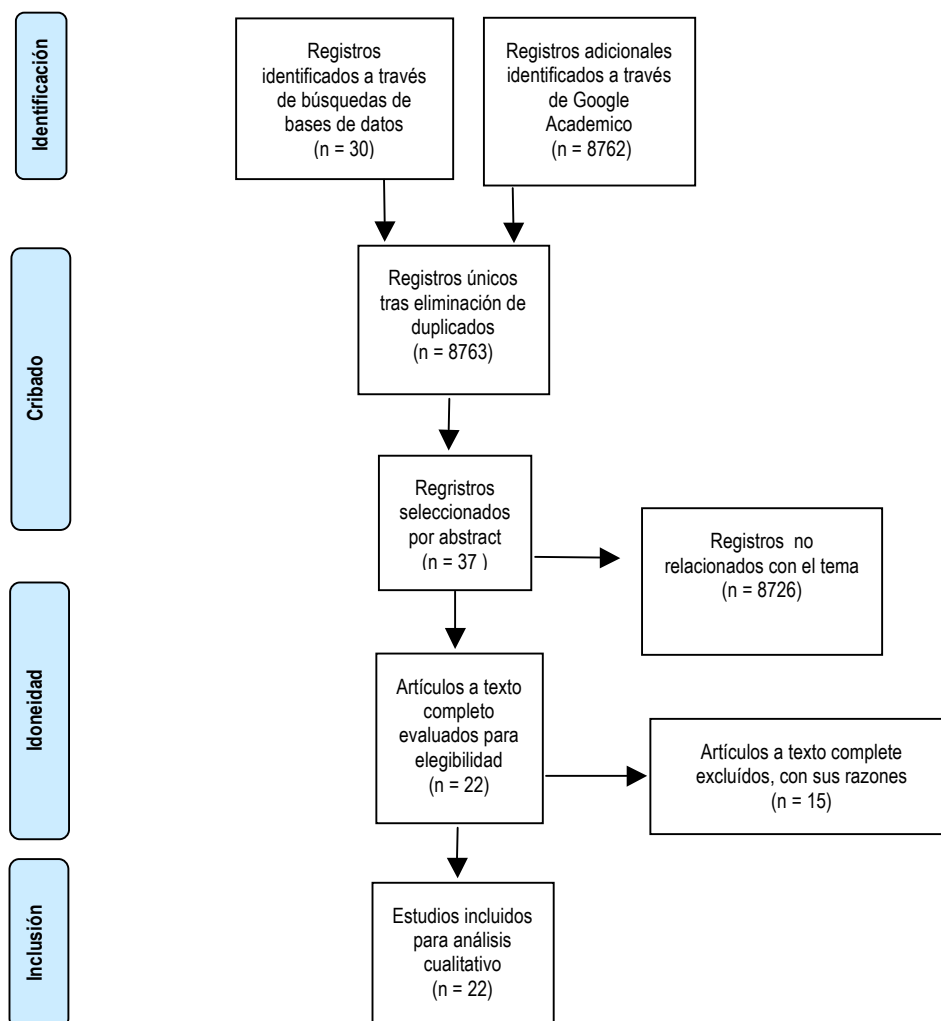 Identificación
Registros
identificados a través
de búsquedas de
bases de datos
(n = 30)
Registros adicionales
identificados a través
de Google
Academico
(n = 8762)
Cribado
Registros únicos
tras eliminación de
duplicados
(n = 8763)
Regristros
seleccionados
por abstract
(n = 37 )
Registros no
relacionados con el tema
(n = 8726)
Idoneidad
Artículos a texto
completo
evaluados para
elegibilidad
(n = 22)
Artículos a texto complete
excluídos, con sus razones
(n = 15)
Inclusión
Estudios incluidos
para análisis
cualitativo
(n = 22)